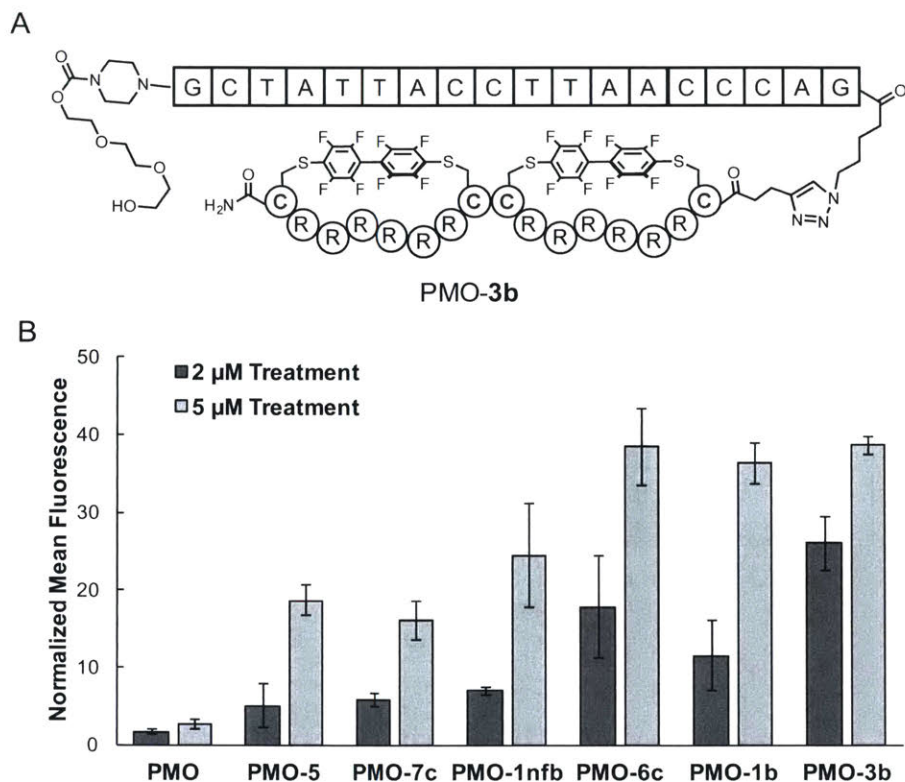 A
O
N
N
G C T A T T A C C T T A A C C C A G
O
O
O
O
HO
F F F F
S
S
F F F F
F F F F
S
S
F F F F
O
H₂N
C R R R R R R C C R R R R R R C
O
N
N=N
PMO-3b
B
Normalized Mean Fluorescence
50
40
30
20
10
0
2 µM Treatment
5 µM Treatment
PMO PMO-5 PMO-7c PMO-1nfb PMO-6c PMO-1b PMO-3b